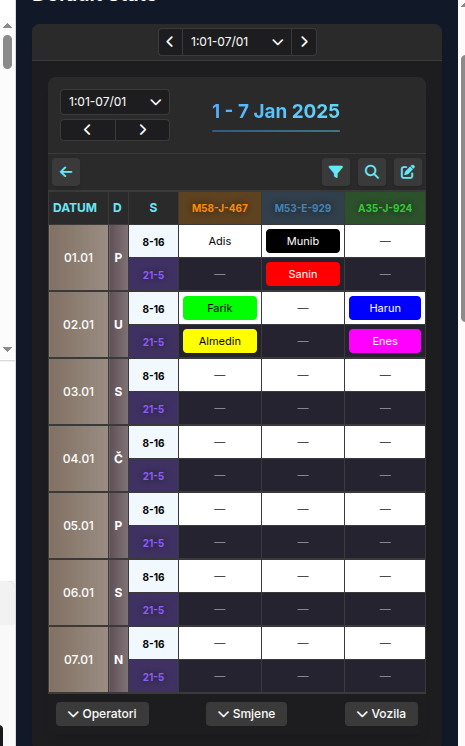 1:01-07/01
1:01-07/01
1 - 7 Jan 2025
DATUM D S M58-J-467 M53-E-929 A35-J-924
01.01 P 8-16 Adis Munib —
21-5 — Sanin —
02.01 U 8-16 Farik — Harun
21-5 Almedin — Enes
03.01 S 8-16 — — —
21-5 — — —
04.01 Č 8-16 — — —
21-5 — — —
05.01 P 8-16 — — —
21-5 — — —
06.01 S 8-16 — — —
21-5 — — —
07.01 N 8-16 — — —
21-5 — — —
Operatori Smjene Vozila